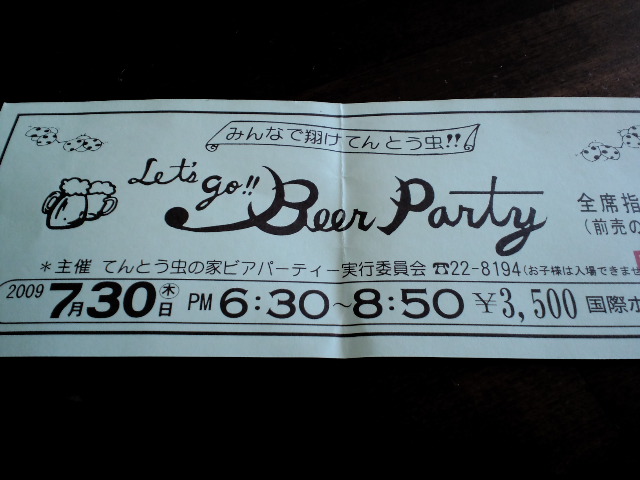 みんなで翔けてんとう虫!!
Let's go!! Beer Party
全席指
(前売の
＊主催 てんとう虫の家ビアパーティー実行委員会 ☎22-8194(お子様は入場できませ
2009 7月30日㊍ PM 6:30〜8:50 ￥3,500 国際ホ